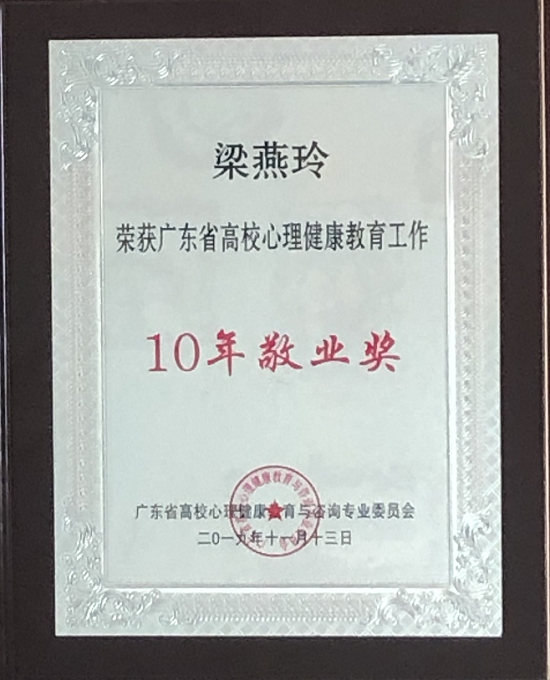 梁燕玲
荣获广东省高校心理健康教育工作
10年敬业奖
广东省高校心理健康教育与咨询专业委员会
二〇一九年十一月十三日